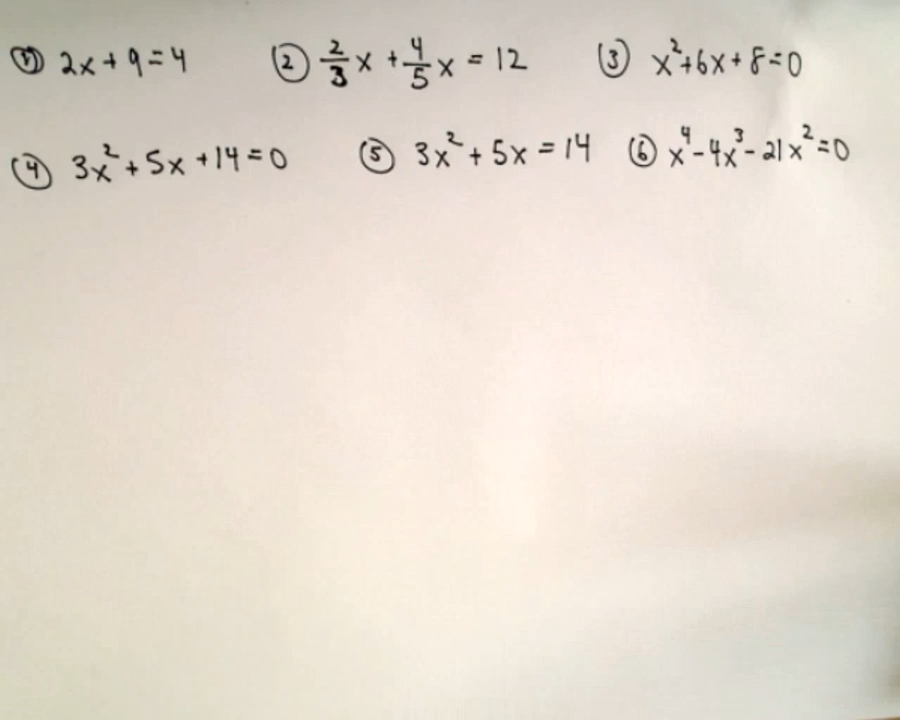 ① 2x + 9 = 4 ② 2/3 x + 4/5 x = 12 ③ x² + 6x + 8 = 0
④ 3x² + 5x + 14 = 0 ⑤ 3x² + 5x = 14 ⑥ x⁴ - 4x³ - 21x² = 0